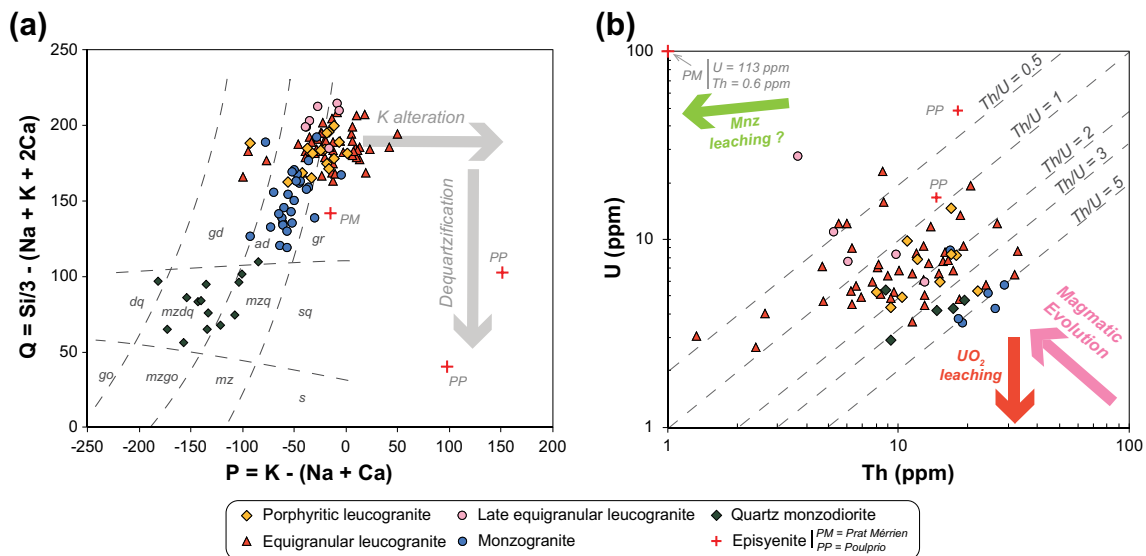 (a)
Q = Si/3 - (Na + K + 2Ca)
250
200
150
100
50
0
-250
-200
-150
-100
-50
0
50
100
150
200
P = K - (Na + Ca)
K alteration
Dequartzification
PM
PP
PP
gd
ad
gr
dq
mzdq
mzq
sq
go
mzgo
mz
s
(b)
U (ppm)
100
10
1
1
10
100
Th (ppm)
PM
U = 113 ppm
Th = 0.6 ppm
Mnz
leaching ?
PP
PP
Th/U = 0.5
Th/U = 1
Th/U = 2
Th/U = 3
Th/U = 5
UO2
leaching
Magmatic
Evolution
Porphyritic leucogranite
Late equigranular leucogranite
Quartz monzodiorite
Equigranular leucogranite
Monzogranite
Episyenite
PM = Prat Mérrien
PP = Poulprio